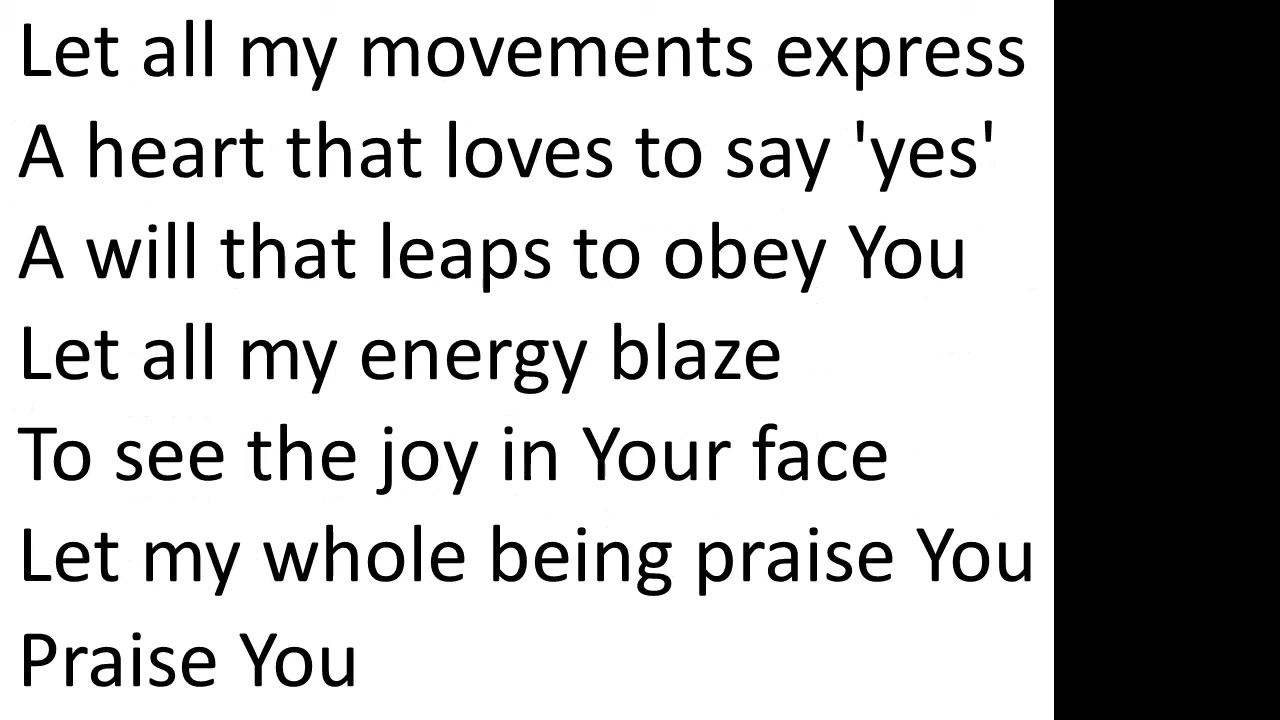 Let all my movements express
A heart that loves to say 'yes'
A will that leaps to obey You
Let all my energy blaze
To see the joy in Your face
Let my whole being praise You
Praise You